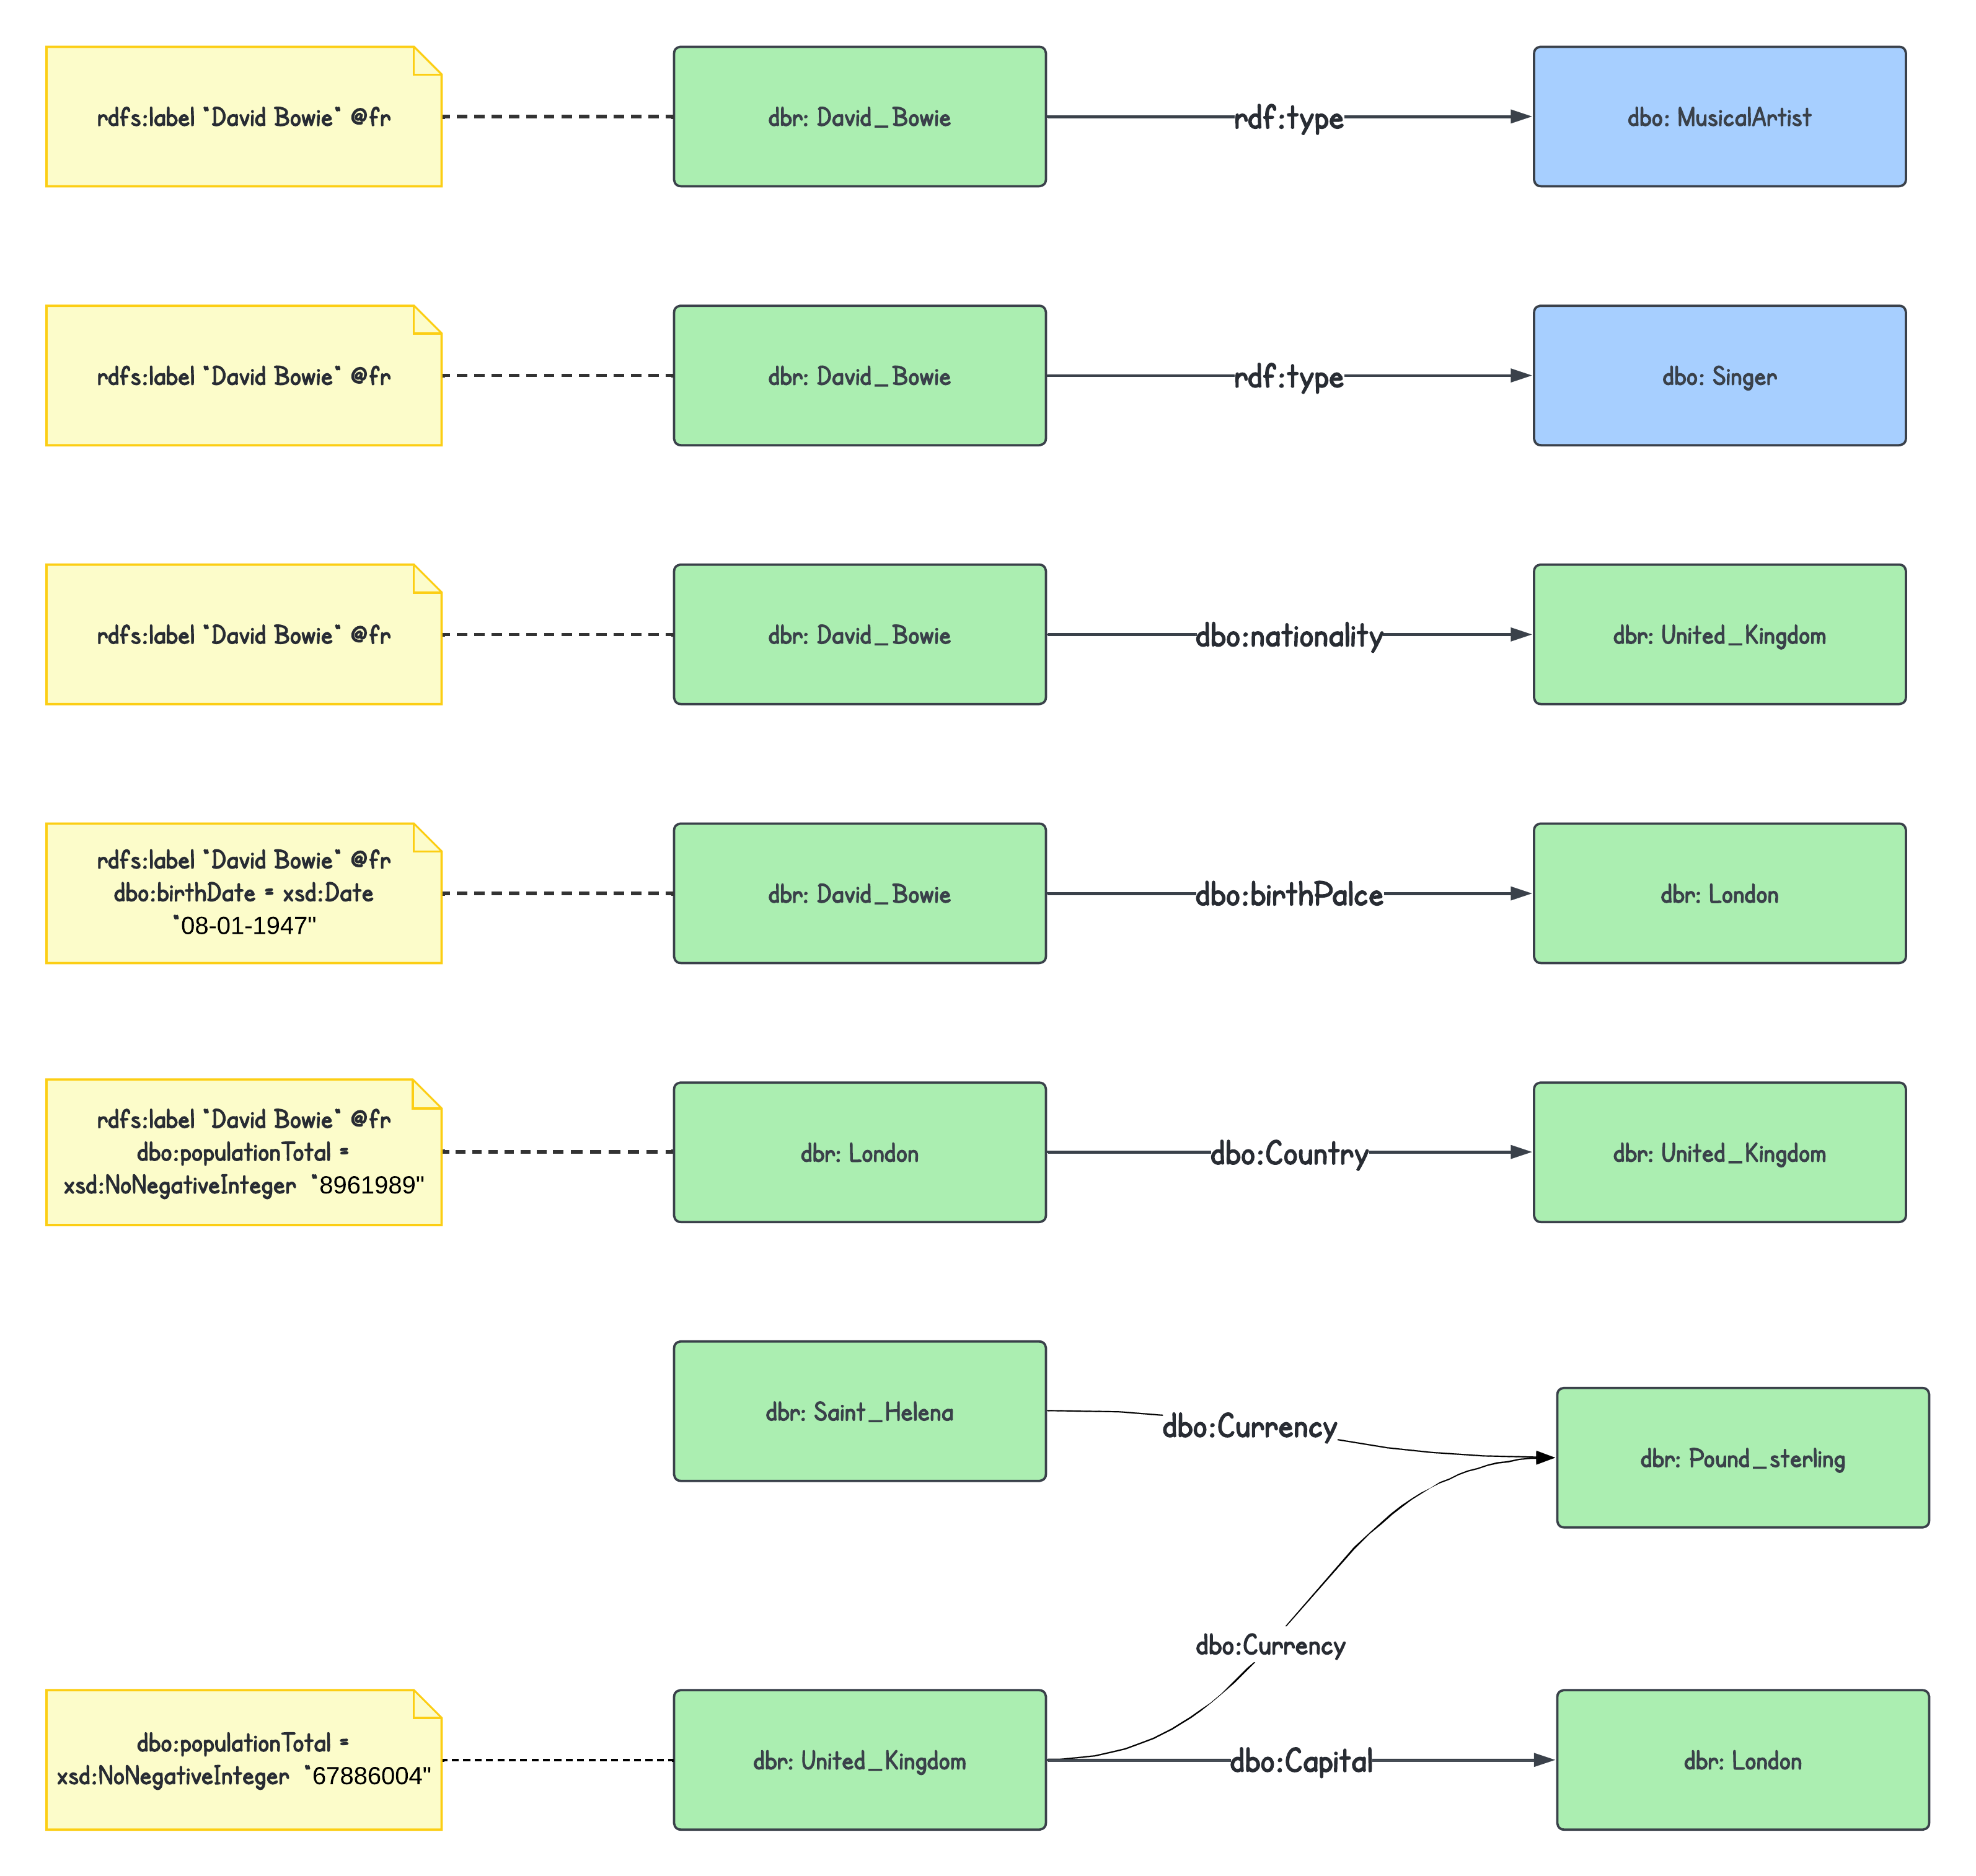 rdfs:label "David Bowie" @fr
dbr: David_Bowie
rdf:type
dbo: MusicalArtist
rdfs:label "David Bowie" @fr
dbr: David_Bowie
rdf:type
dbo: Singer
rdfs:label "David Bowie" @fr
dbr: David_Bowie
dbo:nationality
dbr: United_Kingdom
rdfs:label "David Bowie" @fr
dbo:birthDate = xsd:Date
"08-01-1947"
dbr: David_Bowie
dbo:birthPalce
dbr: London
rdfs:label "David Bowie" @fr
dbo:populationTotal =
xsd:NoNegativeInteger "8961989"
dbr: London
dbo:Country
dbr: United_Kingdom
dbr: Saint_Helena
dbo:Currency
dbr: Pound_sterling
dbo:Currency
dbo:populationTotal =
xsd:NoNegativeInteger "67886004"
dbr: United_Kingdom
dbo:Capital
dbr: London